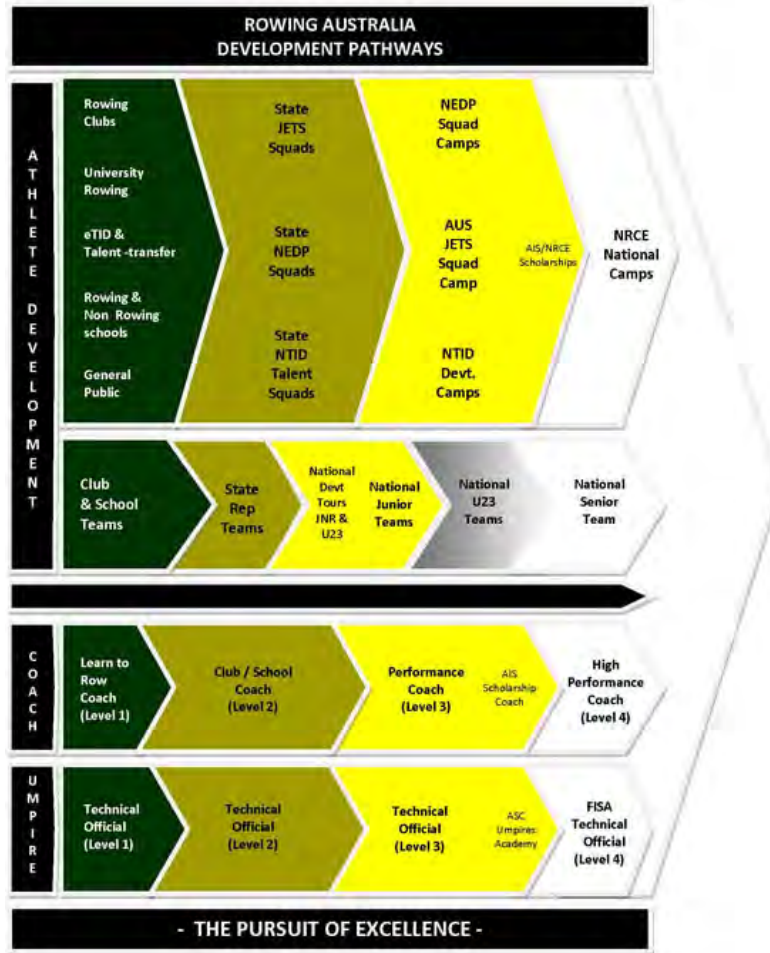 ROWING AUSTRALIA
DEVELOPMENT PATHWAYS
ATHLETE DEVELOPMENT
Rowing
Clubs
University
Rowing
eTID &
Talent -transfer
Rowing &
Non Rowing
schools
General
Public
State
JETS
Squads
State
NEDP
Squads
State
NTID
Talent
Squads
NEDP
Squad
Camps
AUS
JETS
Squad
Camp
NTID
Devt.
Camps
AIS/NRCE
Scholarships
NRCE
National
Camps
Club
& School
Teams
State
Rep
Teams
National
Devt
Tours
JNR &
U23
National
Junior
Teams
National
U23
Teams
National
Senior
Team
COACH
Learn to
Row
Coach
(Level 1)
Club / School
Coach
(Level 2)
Performance
Coach
(Level 3)
AIS
Scholarship
Coach
High
Performance
Coach
(Level 4)
UMPIRE
Technical
Official
(Level 1)
Technical
Official
(Level 2)
Technical
Official
(Level 3)
ASC
Umpires
Academy
FISA
Technical
Official
(Level 4)
- THE PURSUIT OF EXCELLENCE -